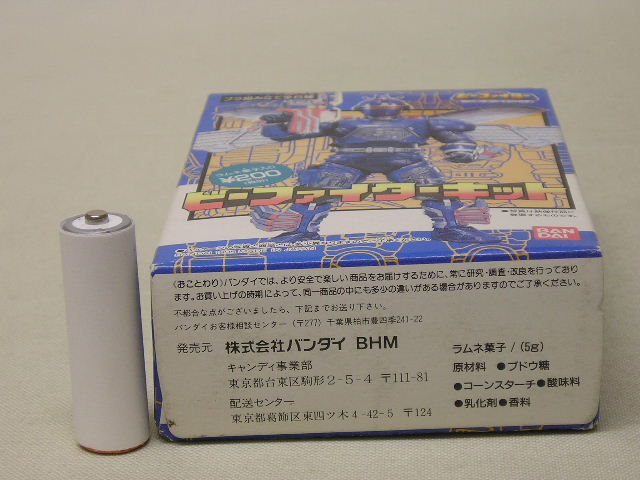 ビーファイターキット
BAN
DAI
〈おことわり〉バンダイでは、より安全で楽しい商品をお届けするために、常に研究・調査・改良を行っており
ます。お買い上げの時期によって、同一商品の中にも多少の違いがある場合がありますのでご了承ください。
不都合な点がございましたら、下記までお送り下さい。
バンダイお客様相談センター(〒277)千葉県柏市豊四季241-22
発売元 株式会社バンダイ BHM
キャンディ事業部
東京都台東区駒形2-5-4 〒111-81
配送センター
東京都葛飾区東四ツ木4-42-5 〒124
ラムネ菓子/(5g)
原材料 ●ブドウ糖
●コーンスターチ●酸味料
●乳化剤●香料